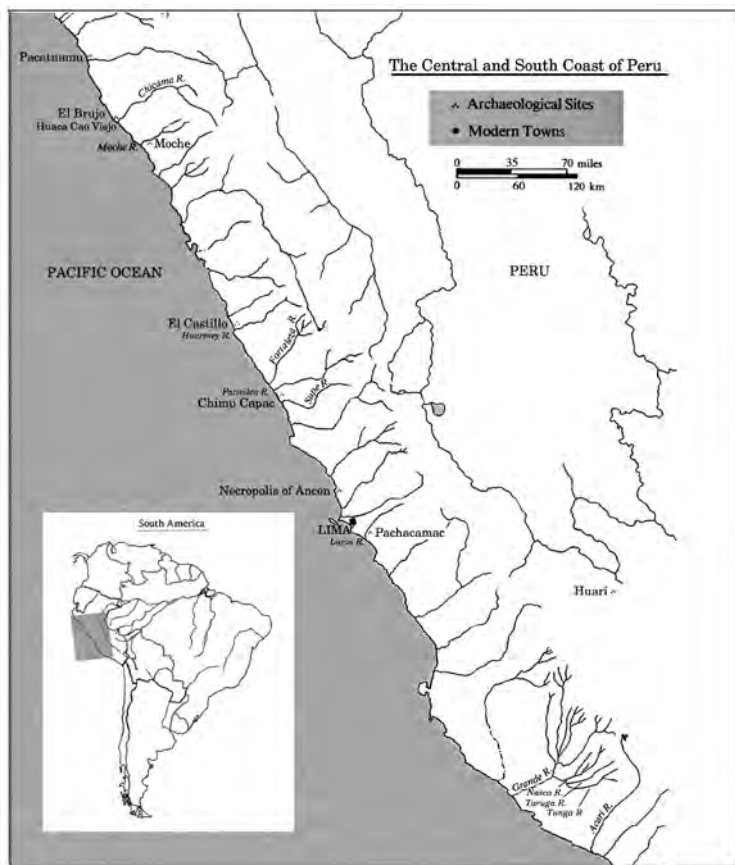 The Central and South Coast of Peru
Archaeological Sites
Modern Towns
0 35 70 miles
0 60 120 km
Pacatnamu
Chicama R.
El Brujo
Huaca Cao Viejo
Moche R.
Moche
PACIFIC OCEAN
PERU
El Castillo
Huarmey R.
Fortaleza R.
Supe R.
Chimu Capac
Necropolis of Ancon
LIMA
Pachacamac
Huari
South America
Grande R.
Nasca R.
Taruga R.
Tunga R
Acari R.